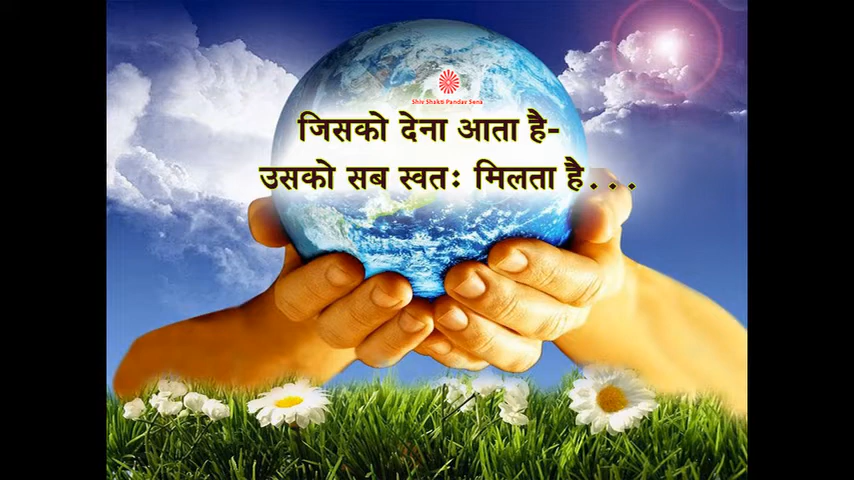 Shiv Shakti Pandav Sena
जिसको देना आता है-
उसको सब स्वतः मिलता है...